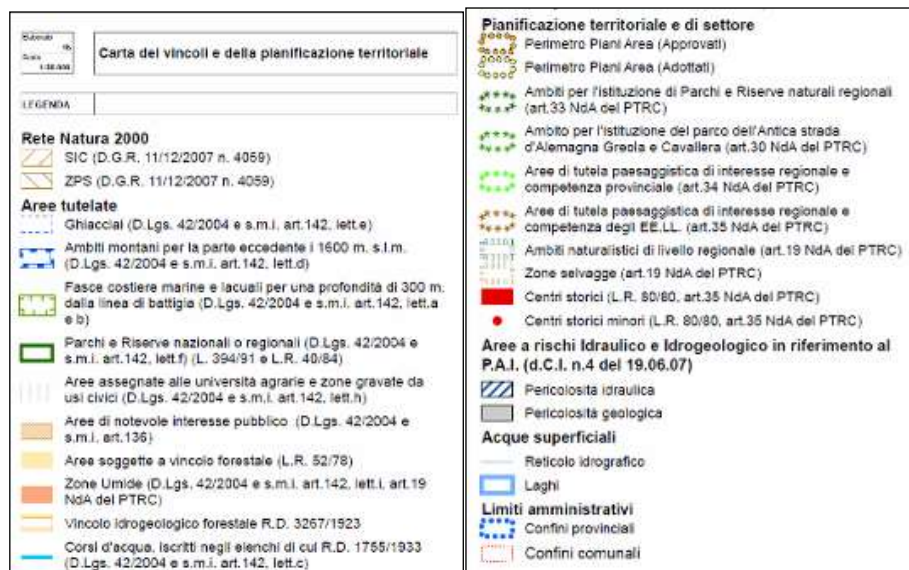 Elaborato
05
Scala
Carta dei vincoli e della pianificazione territoriale
LEGENDA
Rete Natura 2000
SIC (D.G.R. 11/12/2007 n. 4059)
ZPS (D.G.R. 11/12/2007 n. 4059)
Aree tutelate
Ghiacciai (D.Lgs. 42/2004 e s.m.i. art.142, lett.e)
Ambiti montani per la parte eccedente i 1600 m. s.l.m.
(D.Lgs. 42/2004 e s.m.i. art.142, lett.d)
Fasce costiere marine e lacuali per una profondità di 300 m.
dalla linea di battigia (D.Lgs. 42/2004 e s.m.i. art.142, lett.a
e b)
Parchi e Riserve nazionali o regionali (D.Lgs. 42/2004 e
s.m.i. art.142, lett.f) (L. 394/91 e L.R. 40/84)
Aree assegnate alle università agrarie e zone gravate da
usi civici (D.Lgs. 42/2004 e s.m.i. art.142, lett.h)
Aree di notevole interesse pubblico (D.Lgs. 42/2004 e
s.m.i. art.136)
Aree soggette a vincolo forestale (L.R. 52/78)
Zone Umide (D.Lgs. 42/2004 e s.m.i. art.142, lett.i, art.19
NdA del PTRC)
Vincolo idrogeologico forestale R.D. 3267/1923
Corsi d'acqua, iscritti negli elenchi di cui R.D. 1755/1933
(D.Lgs. 42/2004 e s.m.i. art.142, lett.c)
Pianificazione territoriale e di settore
Perimetro Piani Area (Approvati)
Perimetro Piani Area (Adottati)
Ambiti per l'istituzione di Parchi e Riserve naturali regionali
(art.33 NdA del PTRC)
Ambito per l'istituzione del parco dell'Antica strada
d'Alemagna Greola e Cavallera (art.30 NdA del PTRC)
Aree di tutela paesaggistica di interesse regionale e
competenza provinciale (art.34 NdA del PTRC)
Aree di tutela paesaggistica di interesse regionale e
competenza degli EE.LL. (art.35 NdA del PTRC)
Ambiti naturalistici di livello regionale (art.19 NdA del PTRC)
Zone selvagge (art.19 NdA del PTRC)
Centri storici (L.R. 80/80, art.35 NdA del PTRC)
Centri storici minori (L.R. 80/80, art.35 NdA del PTRC)
Aree a rischi Idraulico e Idrogeologico in riferimento al
P.A.I. (d.C.I. n.4 del 19.06.07)
Pericolosità idraulica
Pericolosità geologica
Acque superficiali
Reticolo idrografico
Laghi
Limiti amministrativi
Confini provinciali
Confini comunali